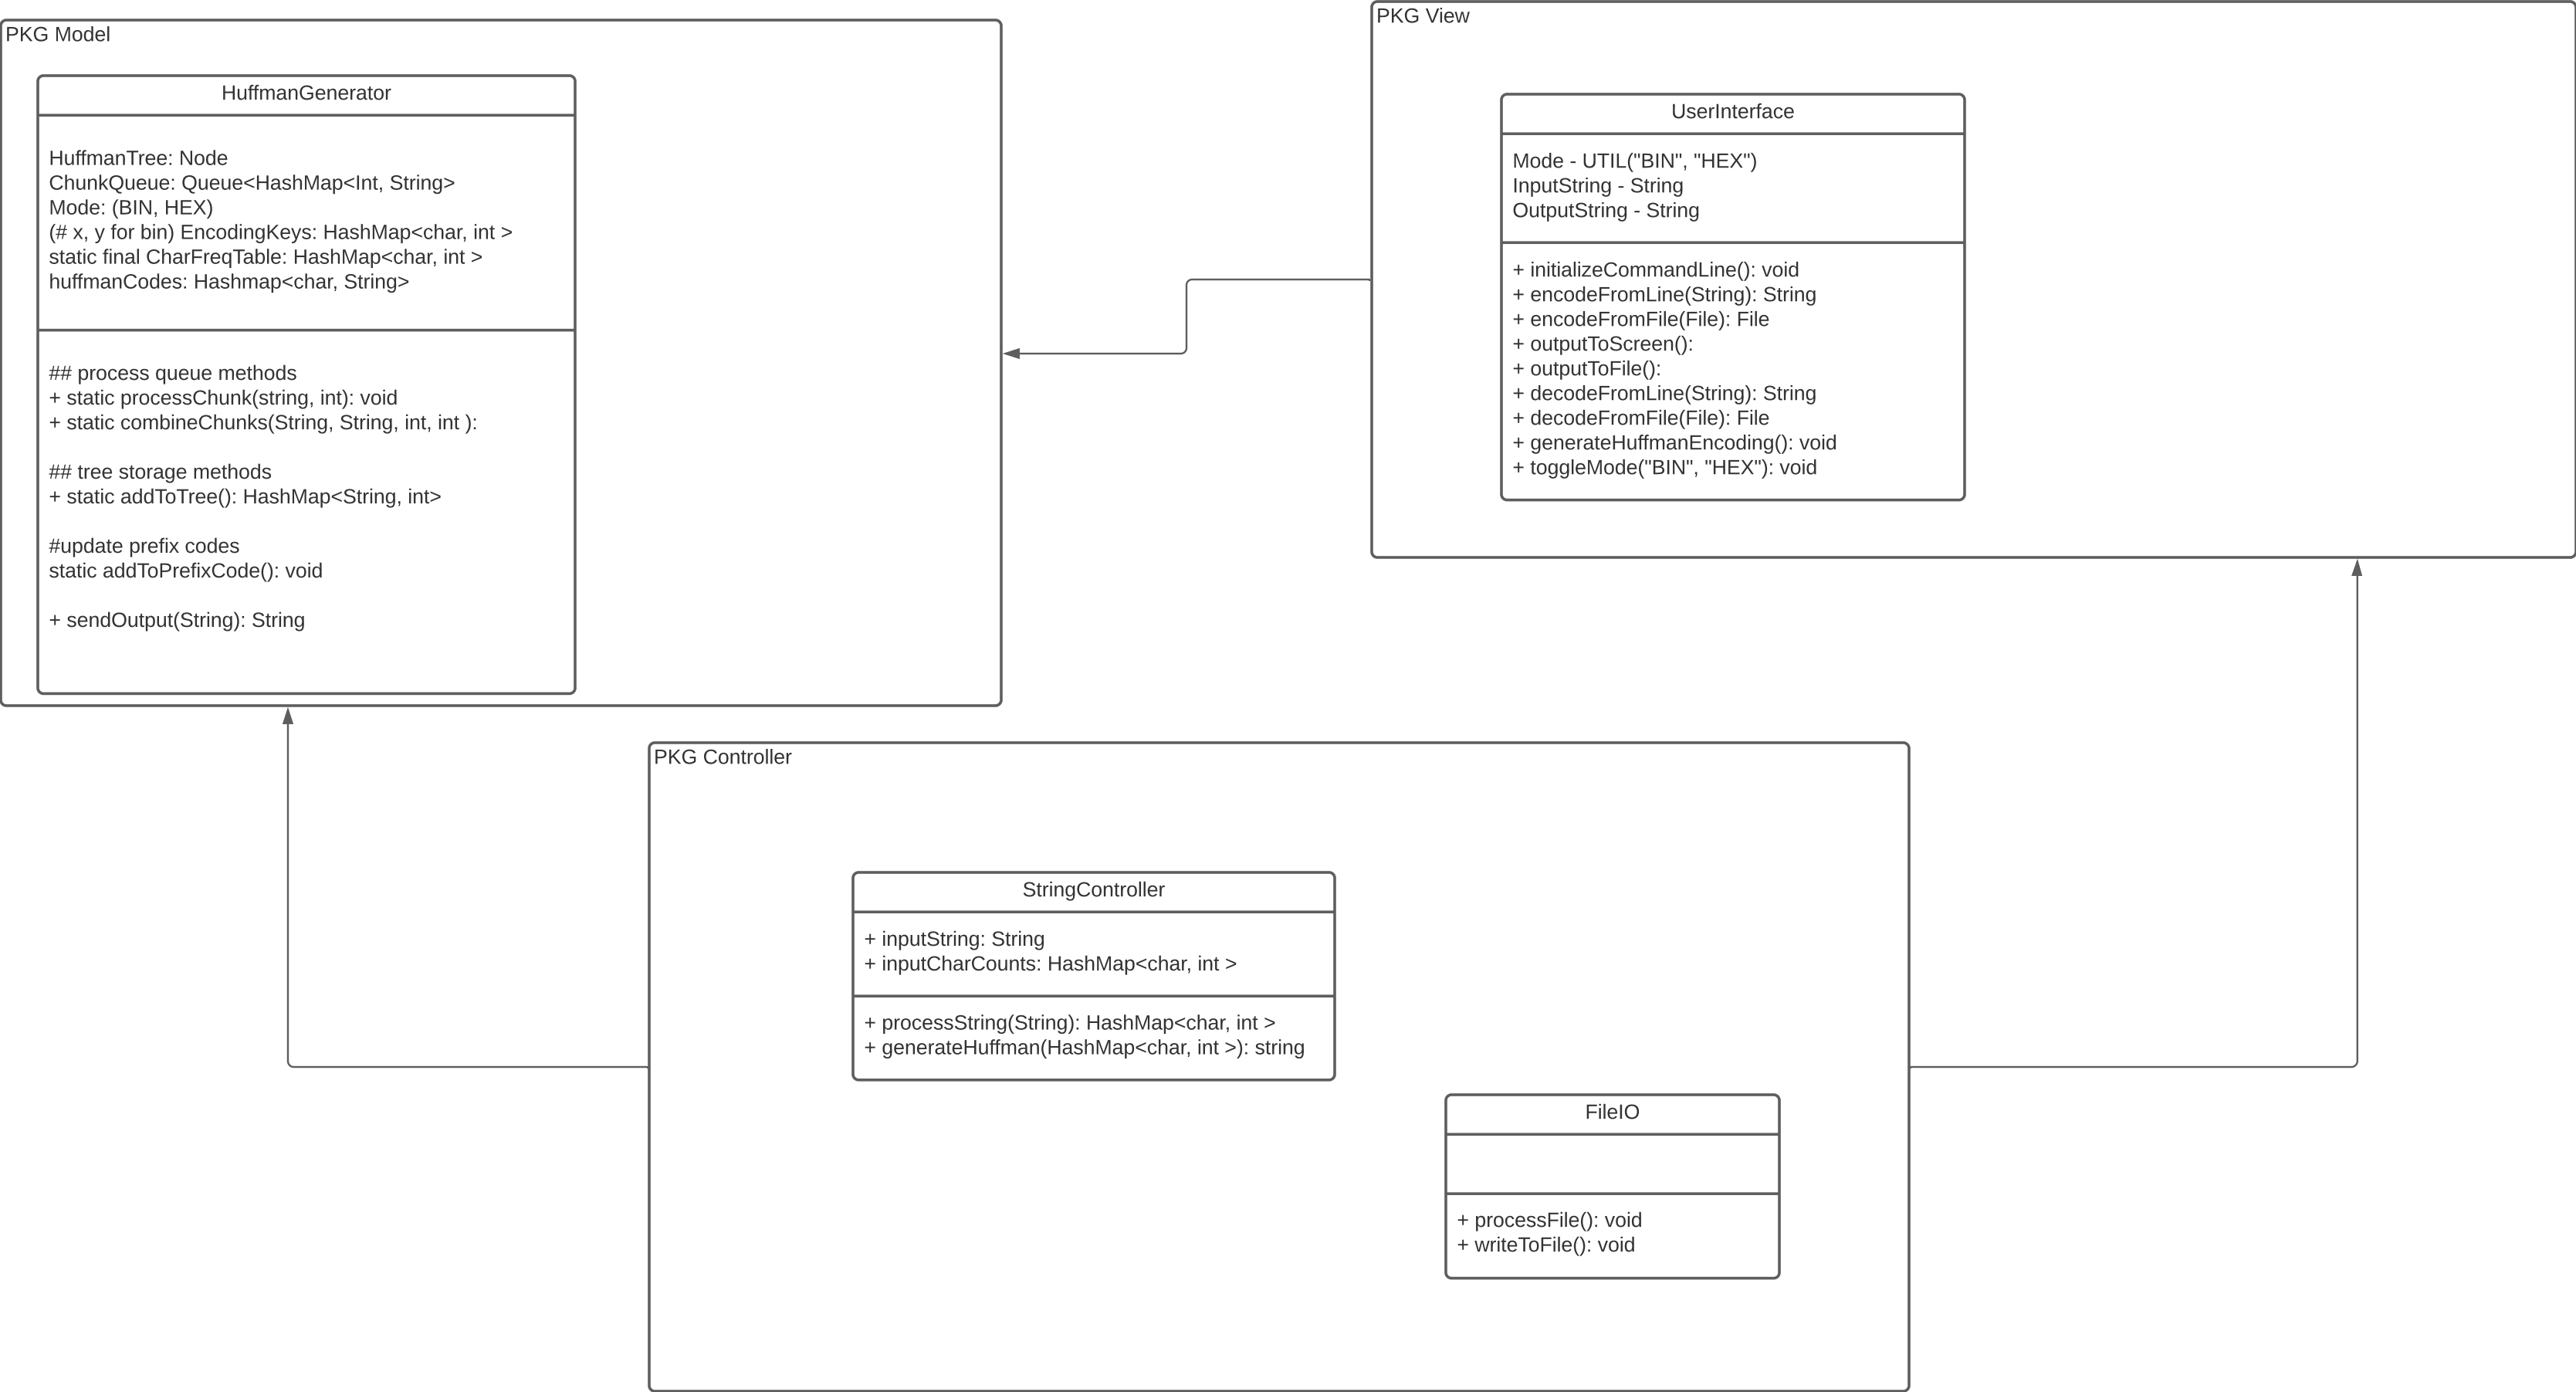 PKG Model
HuffmanGenerator
HuffmanTree: Node
ChunkQueue: Queue<HashMap<Int, String>
Mode: (BIN, HEX)
(# x, y for bin) EncodingKeys: HashMap<char, int >
static final CharFreqTable: HashMap<char, int >
huffmanCodes: Hashmap<char, String>
## process queue methods
+ static processChunk(string, int): void
+ static combineChunks(String, String, int, int ):
## tree storage methods
+ static addToTree(): HashMap<String, int>
#update prefix codes
static addToPrefixCode(): void
+ sendOutput(String): String
PKG View
UserInterface
Mode - UTIL("BIN", "HEX")
InputString - String
OutputString - String
+ initializeCommandLine(): void
+ encodeFromLine(String): String
+ encodeFromFile(File): File
+ outputToScreen():
+ outputToFile():
+ decodeFromLine(String): String
+ decodeFromFile(File): File
+ generateHuffmanEncoding(): void
+ toggleMode("BIN", "HEX"): void
PKG Controller
StringController
+ inputString: String
+ inputCharCounts: HashMap<char, int >
+ processString(String): HashMap<char, int >
+ generateHuffman(HashMap<char, int >): string
FileIO
+ processFile(): void
+ writeToFile(): void